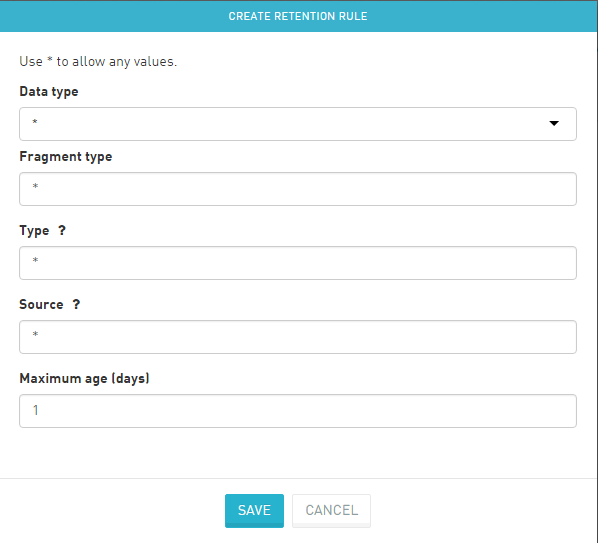 CREATE RETENTION RULE
Use * to allow any values.
Data type
*
Fragment type
*
Type ?
*
Source ?
*
Maximum age (days)
1
SAVE CANCEL